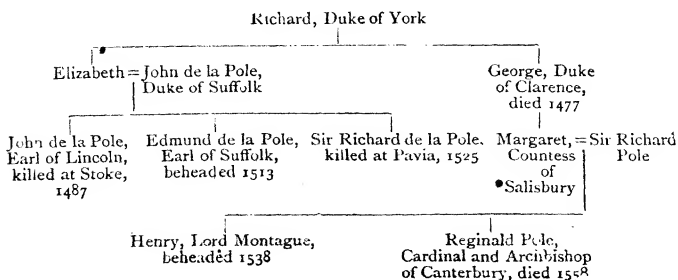 Richard, Duke of York
Elizabeth = John de la Pole,
Duke of Suffolk
George, Duke
of Clarence,
died 1477
John de la Pole,
Earl of Lincoln,
killed at Stoke,
1487
Edmund de la Pole,
Earl of Suffolk,
beheaded 1513
Sir Richard de la Pole,
killed at Pavia, 1525
Margaret, = Sir Richard
Countess Pole
of
Salisbury
Henry, Lord Montague,
beheaded 1538
Reginald Pole,
Cardinal and Archbishop
of Canterbury, died 1558